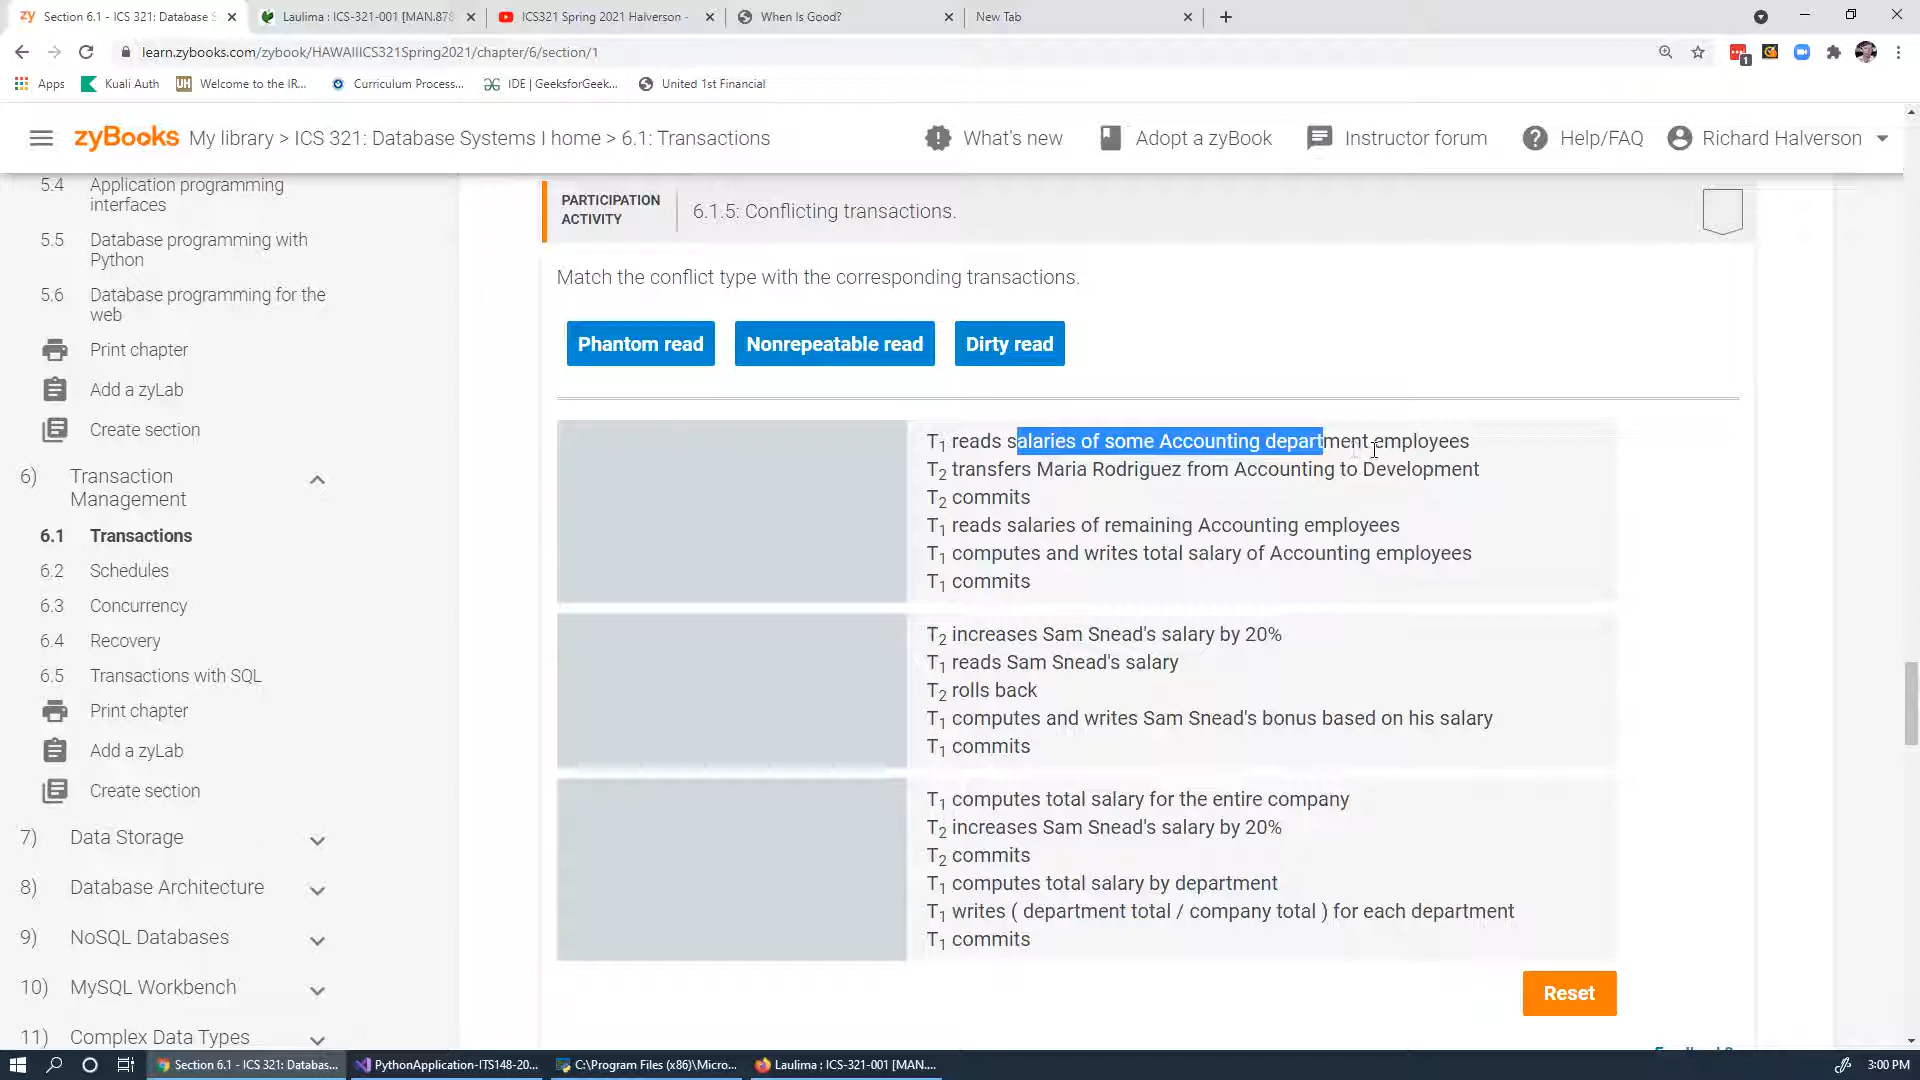 Section 6.1 - ICS 321: Database S
Laulima : ICS-321-001 [MAN.878
ICS321 Spring 2021 Halverson -
When Is Good?
New Tab
learn.zybooks.com/zybook/HAWAIIICS321Spring2021/chapter/6/section/1
Apps
Kuali Auth
Welcome to the IR...
Curriculum Process...
IDE | GeeksforGeek...
United 1st Financial
zyBooks My library > ICS 321: Database Systems I home > 6.1: Transactions
What's new
Adopt a zyBook
Instructor forum
Help/FAQ
Richard Halverson
5.4 Application programming
interfaces
5.5 Database programming with
Python
5.6 Database programming for the
web
Print chapter
Add a zyLab
Create section
6) Transaction
Management
6.1 Transactions
6.2 Schedules
6.3 Concurrency
6.4 Recovery
6.5 Transactions with SQL
Print chapter
Add a zyLab
Create section
7) Data Storage
8) Database Architecture
9) NoSQL Databases
10) MySQL Workbench
11) Complex Data Types
PARTICIPATION
ACTIVITY
6.1.5: Conflicting transactions.
Match the conflict type with the corresponding transactions.
Phantom read
Nonrepeatable read
Dirty read
T1 reads salaries of some Accounting department employees
T2 transfers Maria Rodriguez from Accounting to Development
T2 commits
T1 reads salaries of remaining Accounting employees
T1 computes and writes total salary of Accounting employees
T1 commits
T2 increases Sam Snead's salary by 20%
T1 reads Sam Snead's salary
T2 rolls back
T1 computes and writes Sam Snead's bonus based on his salary
T1 commits
T1 computes total salary for the entire company
T2 increases Sam Snead's salary by 20%
T2 commits
T1 computes total salary by department
T1 writes ( department total / company total ) for each department
T1 commits
Reset
Section 6.1 - ICS 321: Databas...
PythonApplication-ITS148-20...
C:\Program Files (x86)\Micro...
Laulima : ICS-321-001 [MAN....
3:00 PM